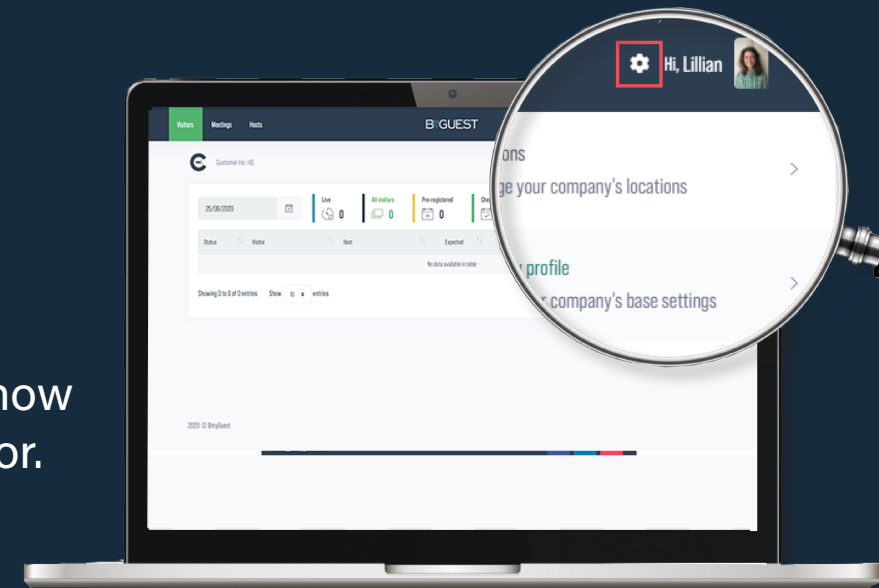 Hi, Lillian
Visitors Meetings Hosts BYGUEST
Customer Inc. HQ
ons
ge your company's locations
25/08/2020
Live
0
All visitors
0
Pre-registered
0
Status Visitor Host Expected
No data available in table
profile
company's base settings
Showing 0 to 0 of 0 entries Show 10 entries
now
or.
2020 © BmyGuest